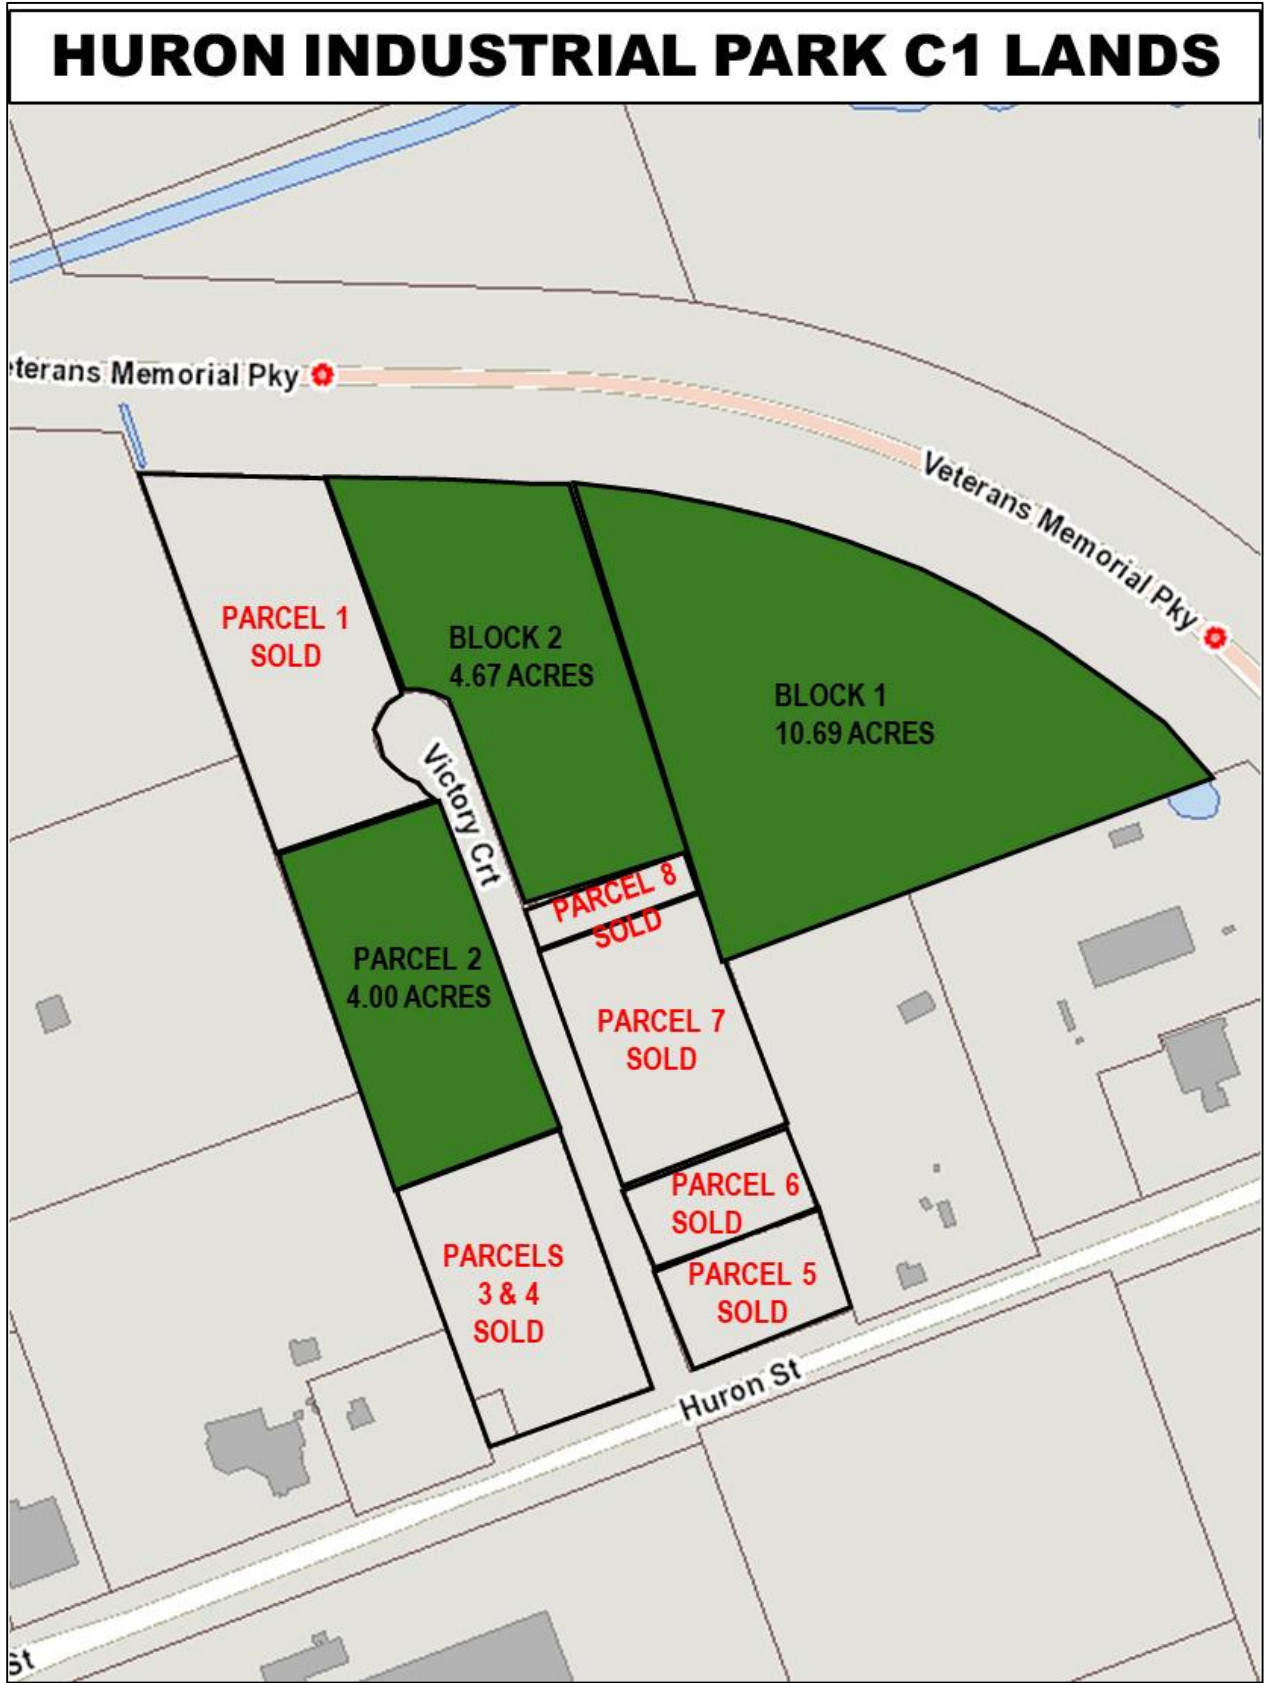 HURON INDUSTRIAL PARK C1 LANDS
terans Memorial Pky
Veterans Memorial Pky
PARCEL 1
SOLD
BLOCK 2
4.67 ACRES
BLOCK 1
10.69 ACRES
Victory Crt
PARCEL 8
SOLD
PARCEL 2
4.00 ACRES
PARCEL 7
SOLD
PARCEL 6
SOLD
PARCELS
3 & 4
SOLD
PARCEL 5
SOLD
Huron St
St